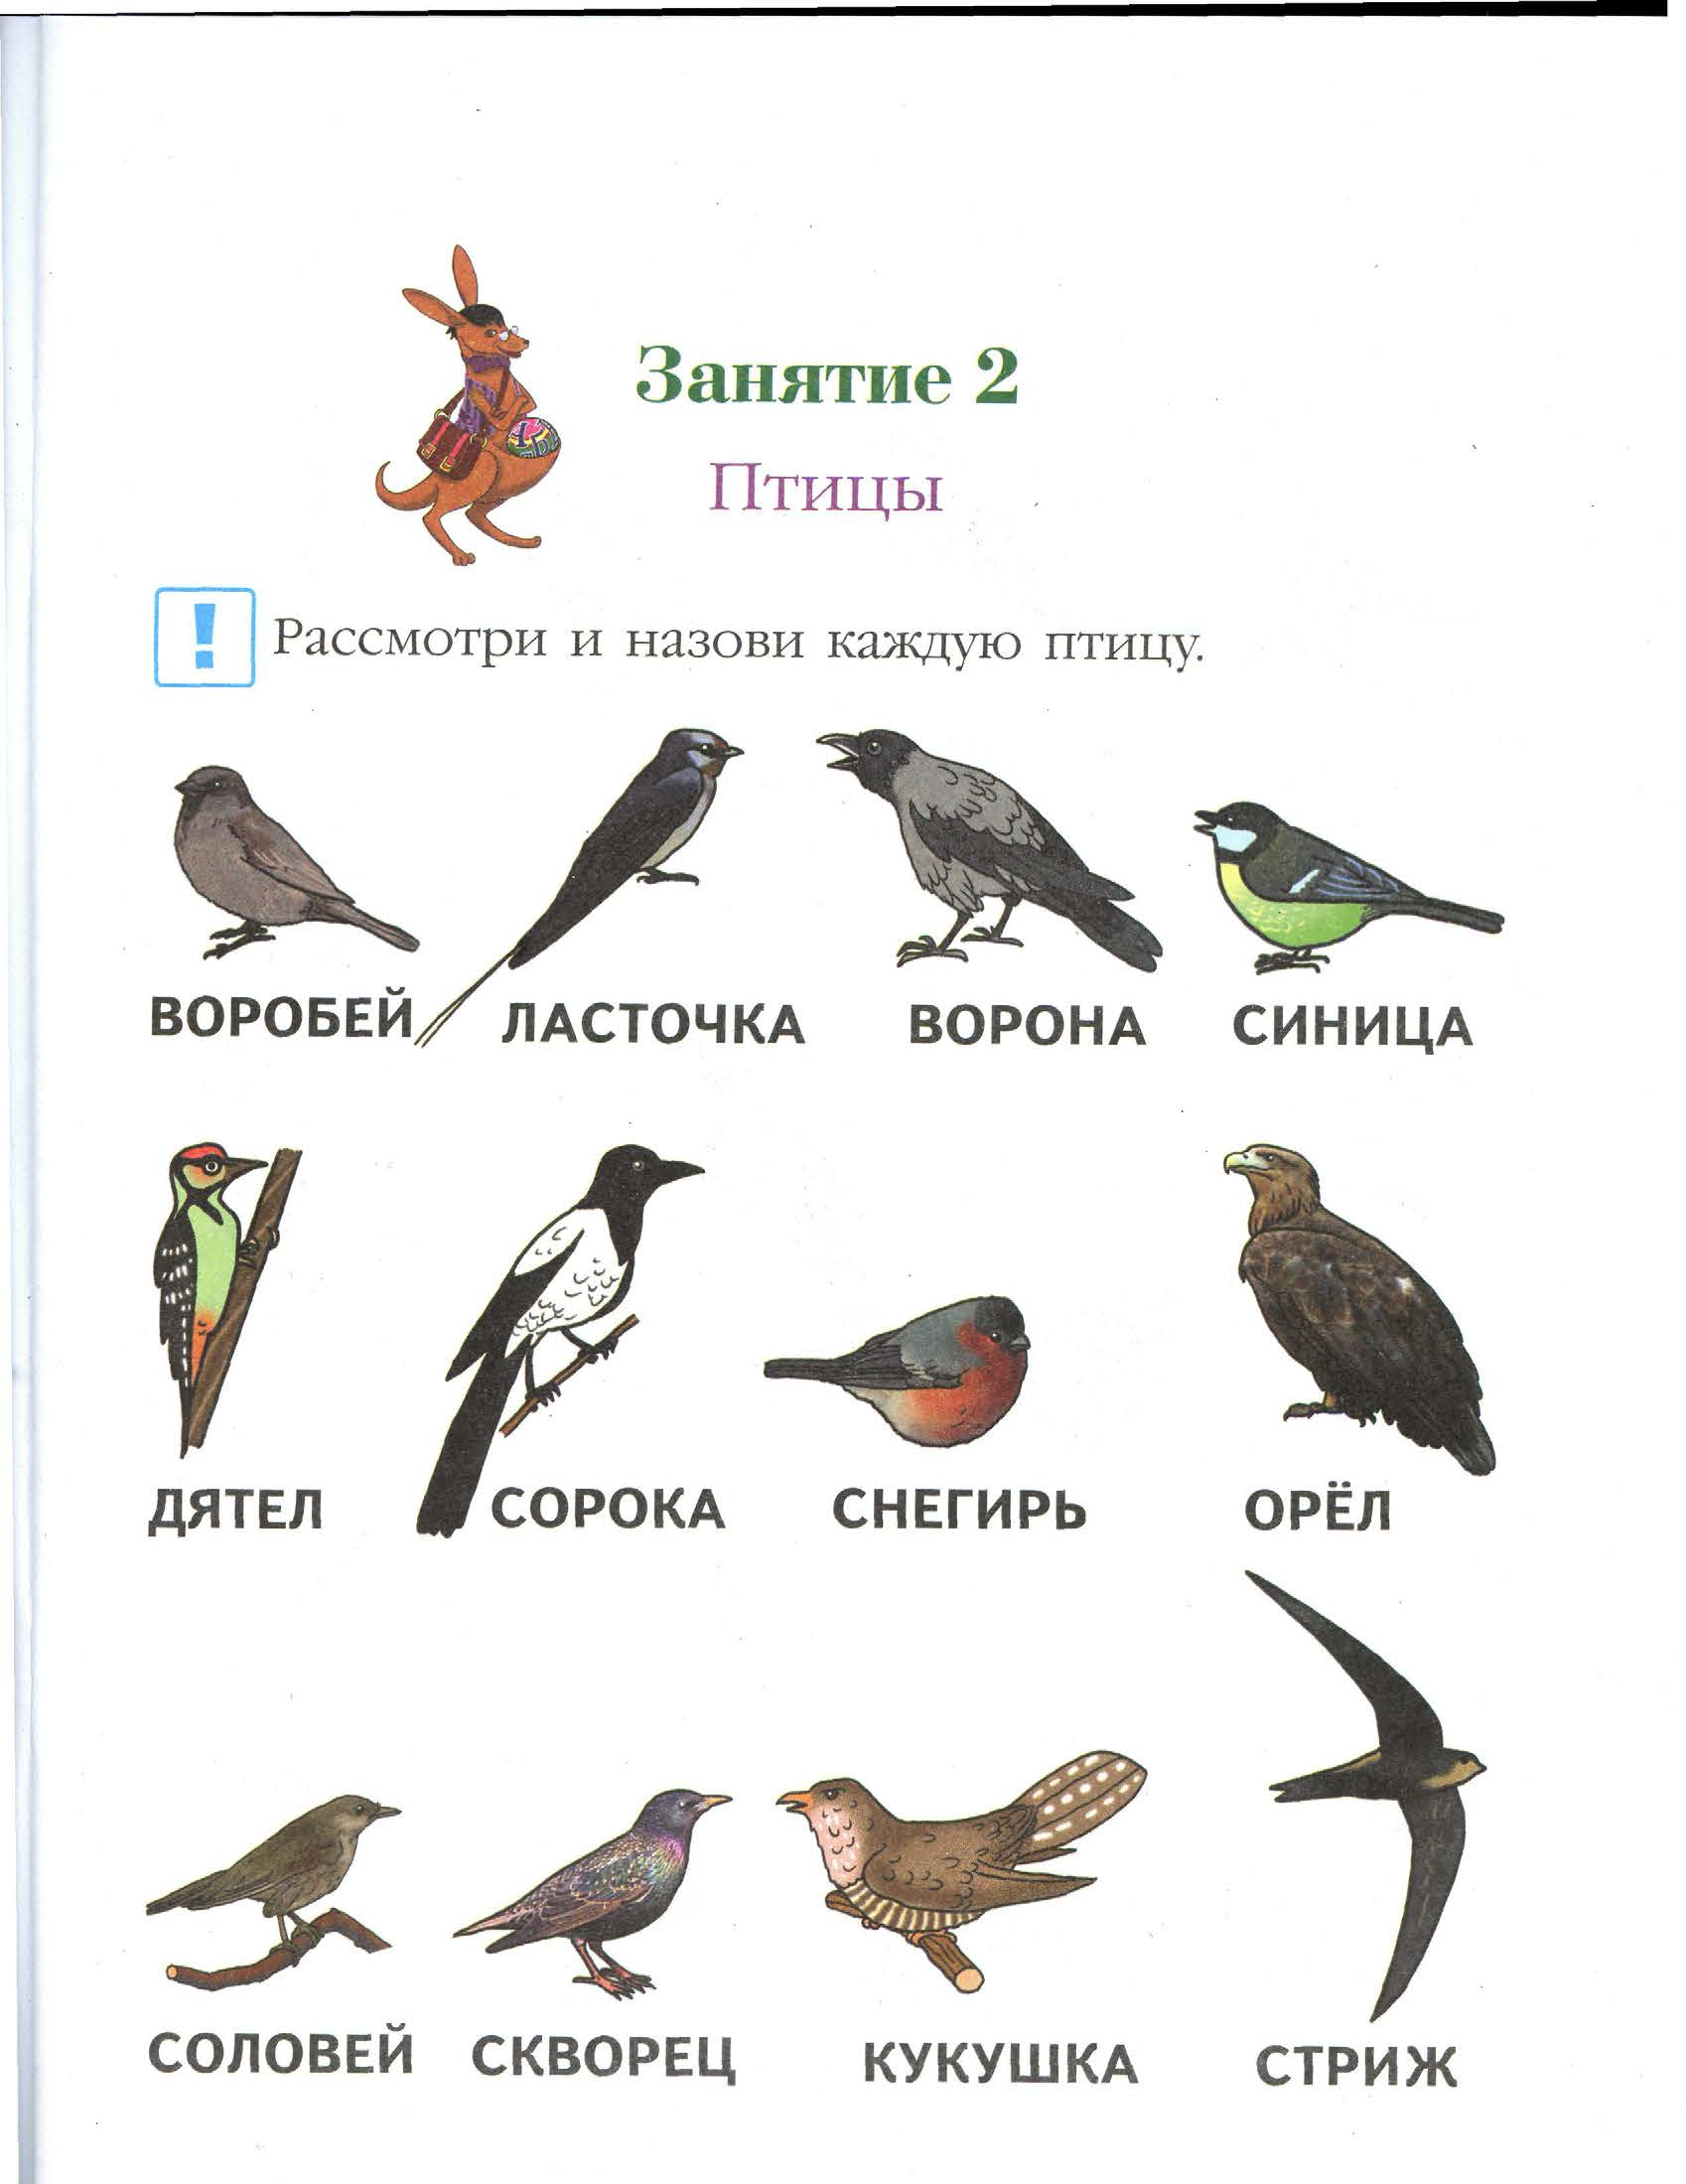 Занятие 2
Птицы
! Рассмотри и назови каждую птицу.
ВОРОБЕЙ ЛАСТОЧКА ВОРОНА СИНИЦА
ДЯТЕЛ СОРОКА СНЕГИРЬ ОРЁЛ
СОЛОВЕЙ СКВОРЕЦ КУКУШКА СТРИЖ